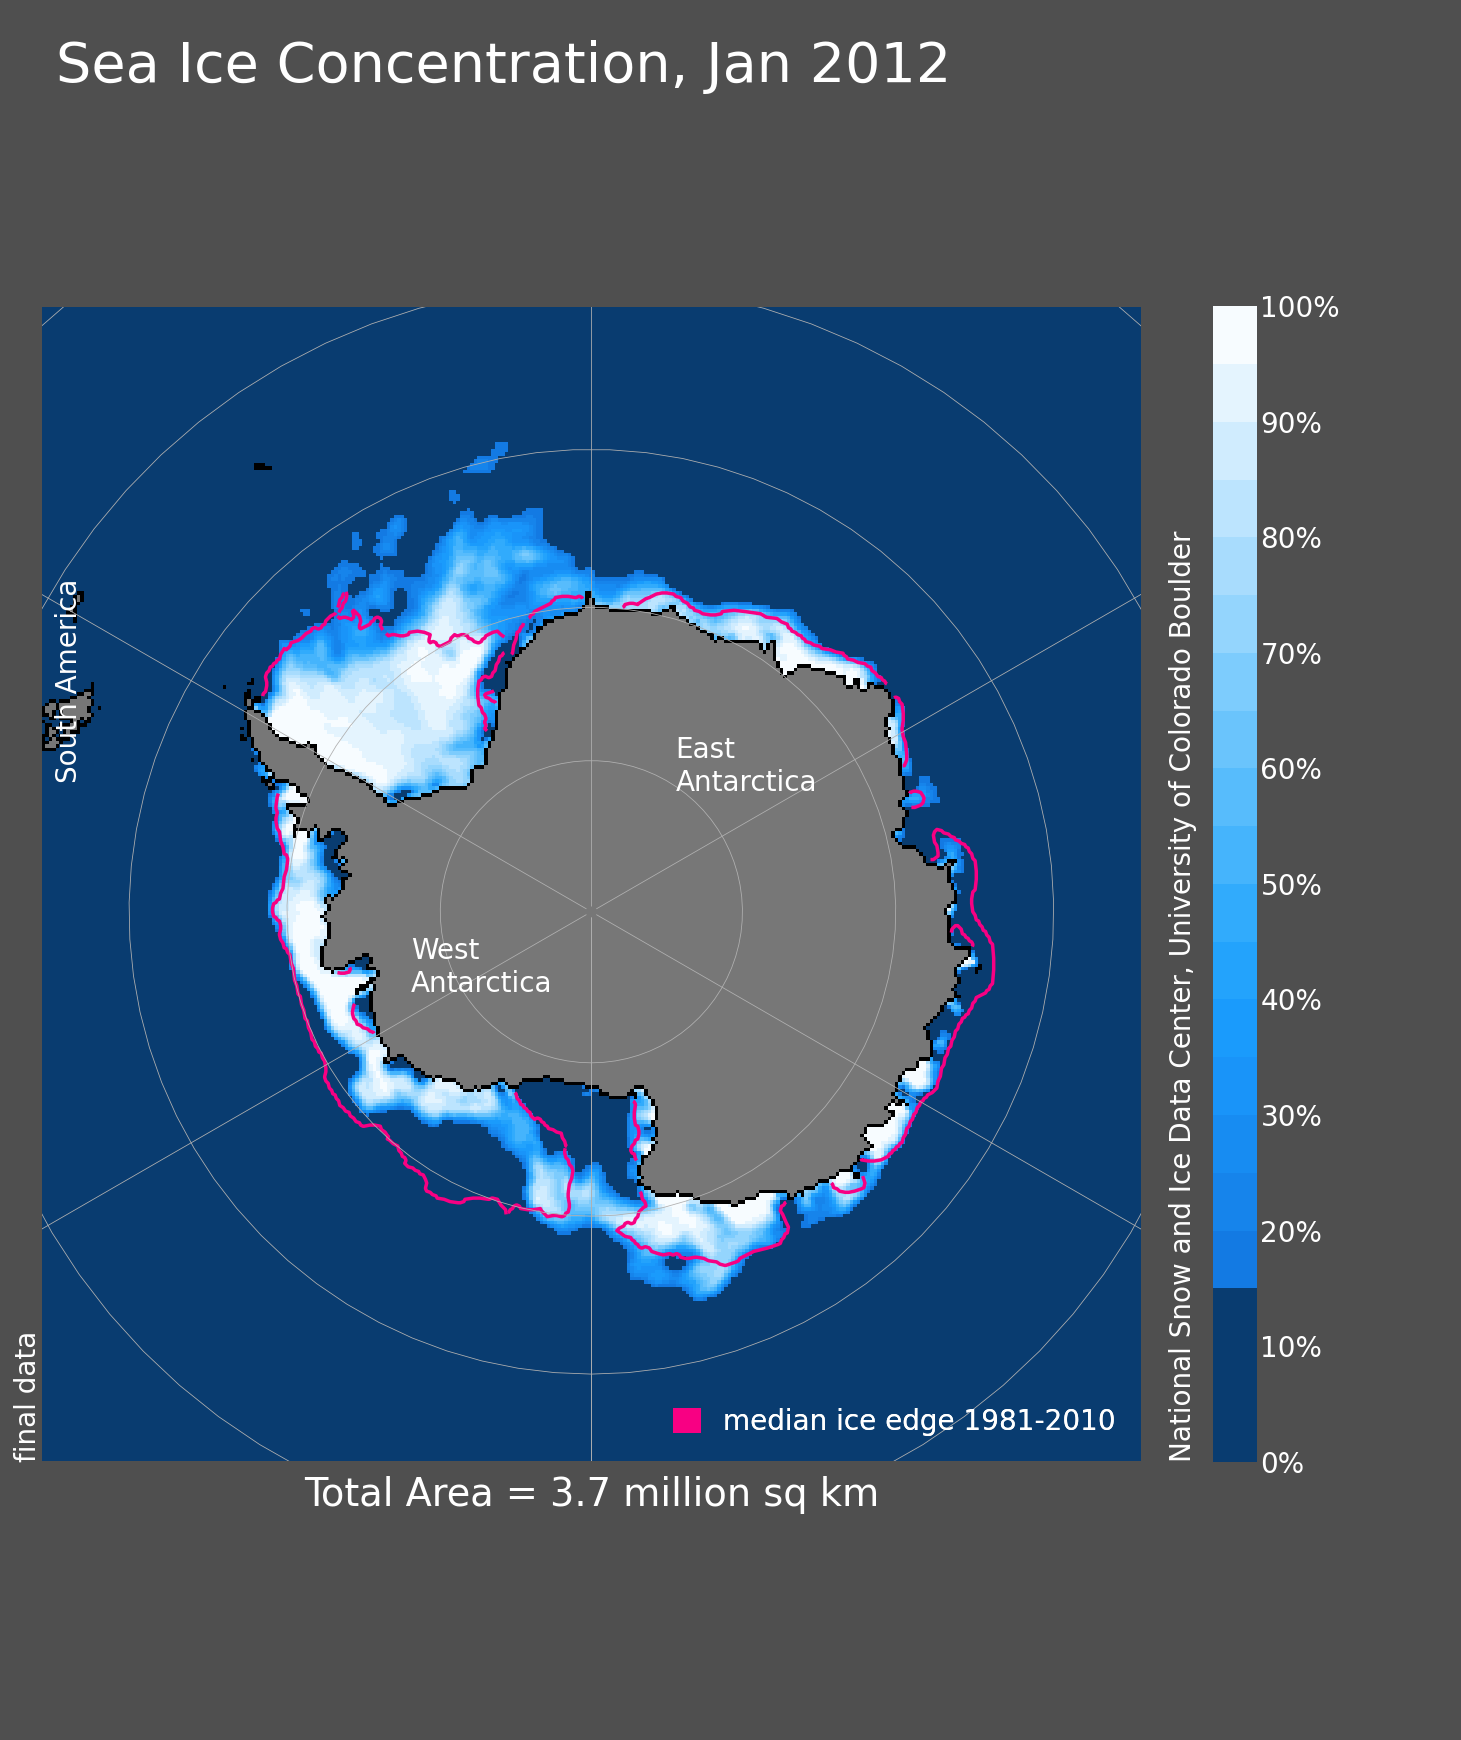 Sea Ice Concentration, Jan 2012
South America
East
Antarctica
West
Antarctica
final data
median ice edge 1981-2010
Total Area = 3.7 million sq km
National Snow and Ice Data Center, University of Colorado Boulder
100%
90%
80%
70%
60%
50%
40%
30%
20%
10%
0%